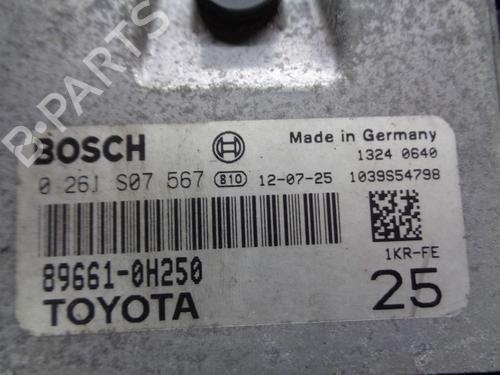 B-PARTS
BOSCH
Made in Germany
1324 0640
0 261 S07 567 810 12-07-25 1039S54798
1KR-FE
89661-0H250
TOYOTA 25